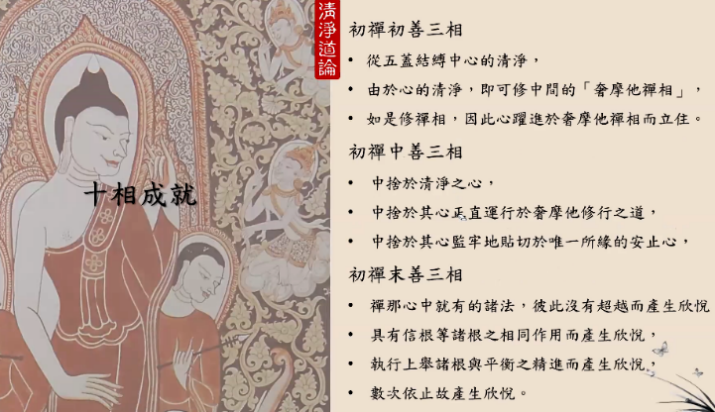 清淨道論
十相成就
初禪初善三相
• 從五蓋結縛中心的清淨，
• 由於心的清淨，即可修中間的「奢摩他禪相」，
• 如是修禪相，因此心躍進於奢摩他禪相而立住。
初禪中善三相
• 中捨於清淨之心，
• 中捨於其心正直運行於奢摩他修行之道，
• 中捨於其心監牢地貼切於唯一所緣的安止心，
初禪末善三相
• 禪那心中就有的諸法，彼此沒有超越而產生欣悅
• 具有信根等諸根之相同作用而產生欣悅，
• 執行上舉諸根與平衡之精進而產生欣悅，
• 數次依止故產生欣悅。